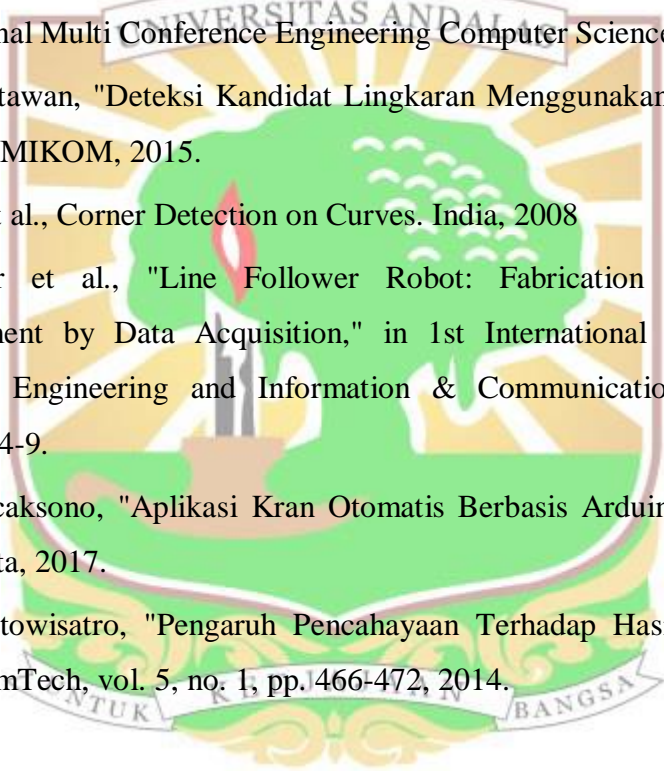 UNIVERSITAS ANDALAS
nal Multi Conference Engineering Computer Science
tawan, "Deteksi Kandidat Lingkaran Menggunakan
MIKOM, 2015.
t al., Corner Detection on Curves. India, 2008
r et al., "Line Follower Robot: Fabrication
ent by Data Acquisition," in 1st International
Engineering and Information & Communicatio
4-9.
caksono, "Aplikasi Kran Otomatis Berbasis Arduin
ta, 2017.
towisatro, "Pengaruh Pencahayaan Terhadap Has
mTech, vol. 5, no. 1, pp. 466-472, 2014.
UNTUK KEDJAJAAN BANGSA